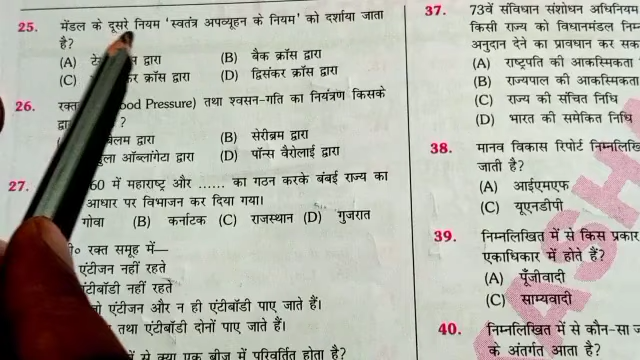 25. मेंडल के दूसरे नियम 'स्वतंत्र अपव्यूहन के नियम' को दर्शाया जाता
है?
(A) द्वारा (B) बैक क्रॉस द्वारा
(C) क्रॉस द्वारा (D) द्विसंकर क्रॉस द्वारा
26. रक्त Pressure) तथा श्वसन-गति का नियंत्रण किसके
?
द्वारा (B) सेरीब्रम द्वारा
ऑब्लांगेटा द्वारा (D) पॉन्स वैरोलाई द्वारा
27. 60 में महाराष्ट्र और ...... का गठन करके बंबई राज्य का
आधार पर विभाजन कर दिया गया।
गोवा (B) कर्नाटक (C) राजस्थान (D) गुजरात
रक्त समूह में—
एंटीजन नहीं रहते
एंटीबॉडी नहीं रहते
एंटीजन और न ही एंटीबॉडी पाए जाते हैं।
तथा एंटीबॉडी दोनों पाए जाते हैं।
से क्या एक बीज में परिवर्तित होता है?
37. 73वें संविधान संशोधन अधिनियम
किसी राज्य को विधानमंडल
अनुदान देने का प्रावधान कर
(A) राष्ट्रपति की आकस्मिकता
(B) राज्यपाल की आकस्मिकता
(C) राज्य की संचित निधि
(D) भारत की समेकित निधि
38. मानव विकास रिपोर्ट
जाती है?
(A) आईएमएफ
(C) यूएनडीपी
39. निम्नलिखित में से किस प्रकार
एकाधिकार में होते हैं?
(A) पूँजीवादी
(C) साम्यवादी
40. निम्नलिखित में से कौन-सा
के अंतर्गत आता है?